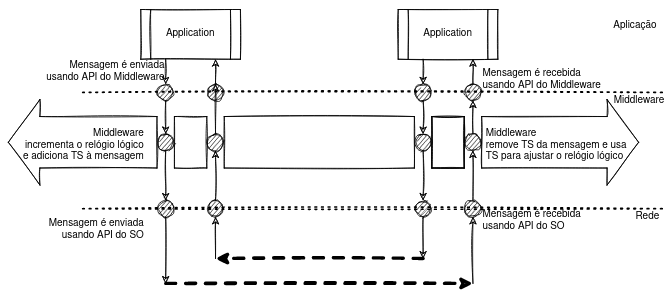 Application
Application
Aplicação
Mensagem é enviada
usando API do Middleware
Mensagem é recebida
usando API do Middleware
Middleware
Middleware
incrementa o relógio lógico
e adiciona TS à mensagem
Middleware
remove TS da mensagem e usa
TS para ajustar o relógio lógico
Mensagem é enviada
usando API do SO
Mensagem é recebida
usando API do SO
Rede